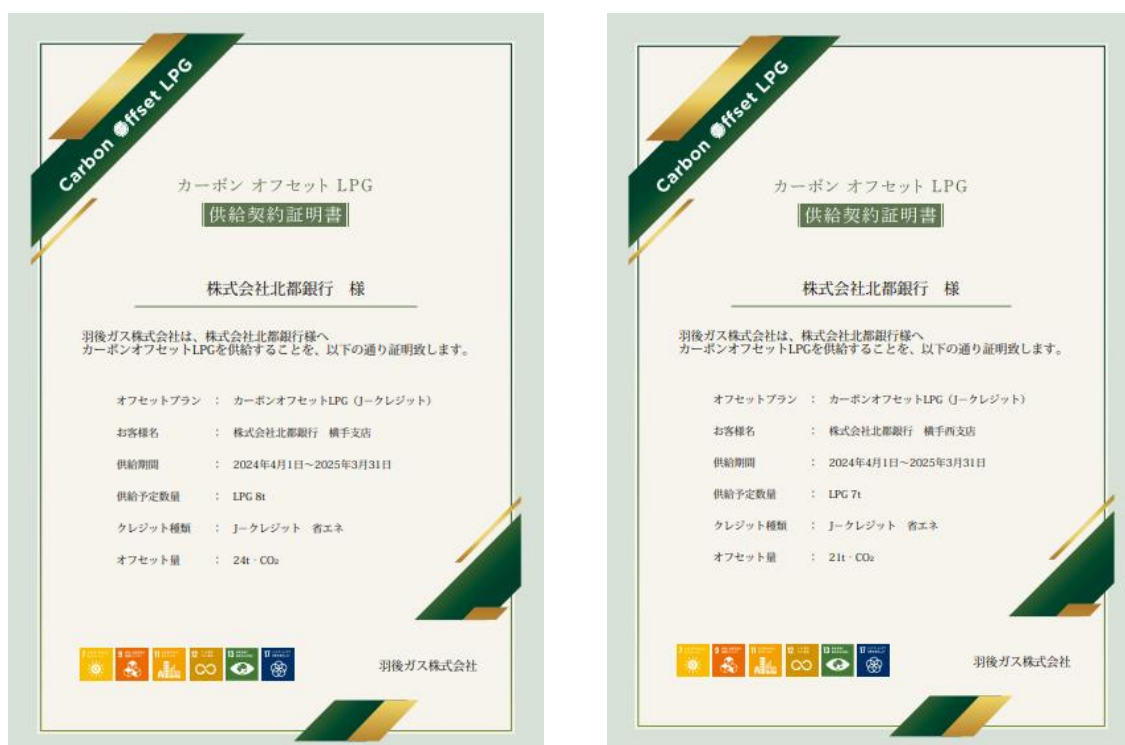 Carbon Offset LPG
カーボン オフセット LPG
供給契約証明書
株式会社北都銀行 様
羽後ガス株式会社は、株式会社北都銀行様へ
カーボンオフセットLPGを供給することを、以下の通り証明致します。
オフセットプラン : カーボンオフセットLPG（J－クレジット）
お客様名 : 株式会社北都銀行 横手支店
供給期間 : 2024年4月1日～2025年3月31日
供給予定数量 : LPG 8t
クレジット種類 : J－クレジット 省エネ
オフセット量 : 24t‐CO₂
7
9
11
12
13
17
羽後ガス株式会社
Carbon Offset LPG
カーボン オフセット LPG
供給契約証明書
株式会社北都銀行 様
羽後ガス株式会社は、株式会社北都銀行様へ
カーボンオフセットLPGを供給することを、以下の通り証明致します。
オフセットプラン : カーボンオフセットLPG（J－クレジット）
お客様名 : 株式会社北都銀行 横手西支店
供給期間 : 2024年4月1日～2025年3月31日
供給予定数量 : LPG 7t
クレジット種類 : J－クレジット 省エネ
オフセット量 : 21t‐CO₂
7
9
11
12
13
17
羽後ガス株式会社